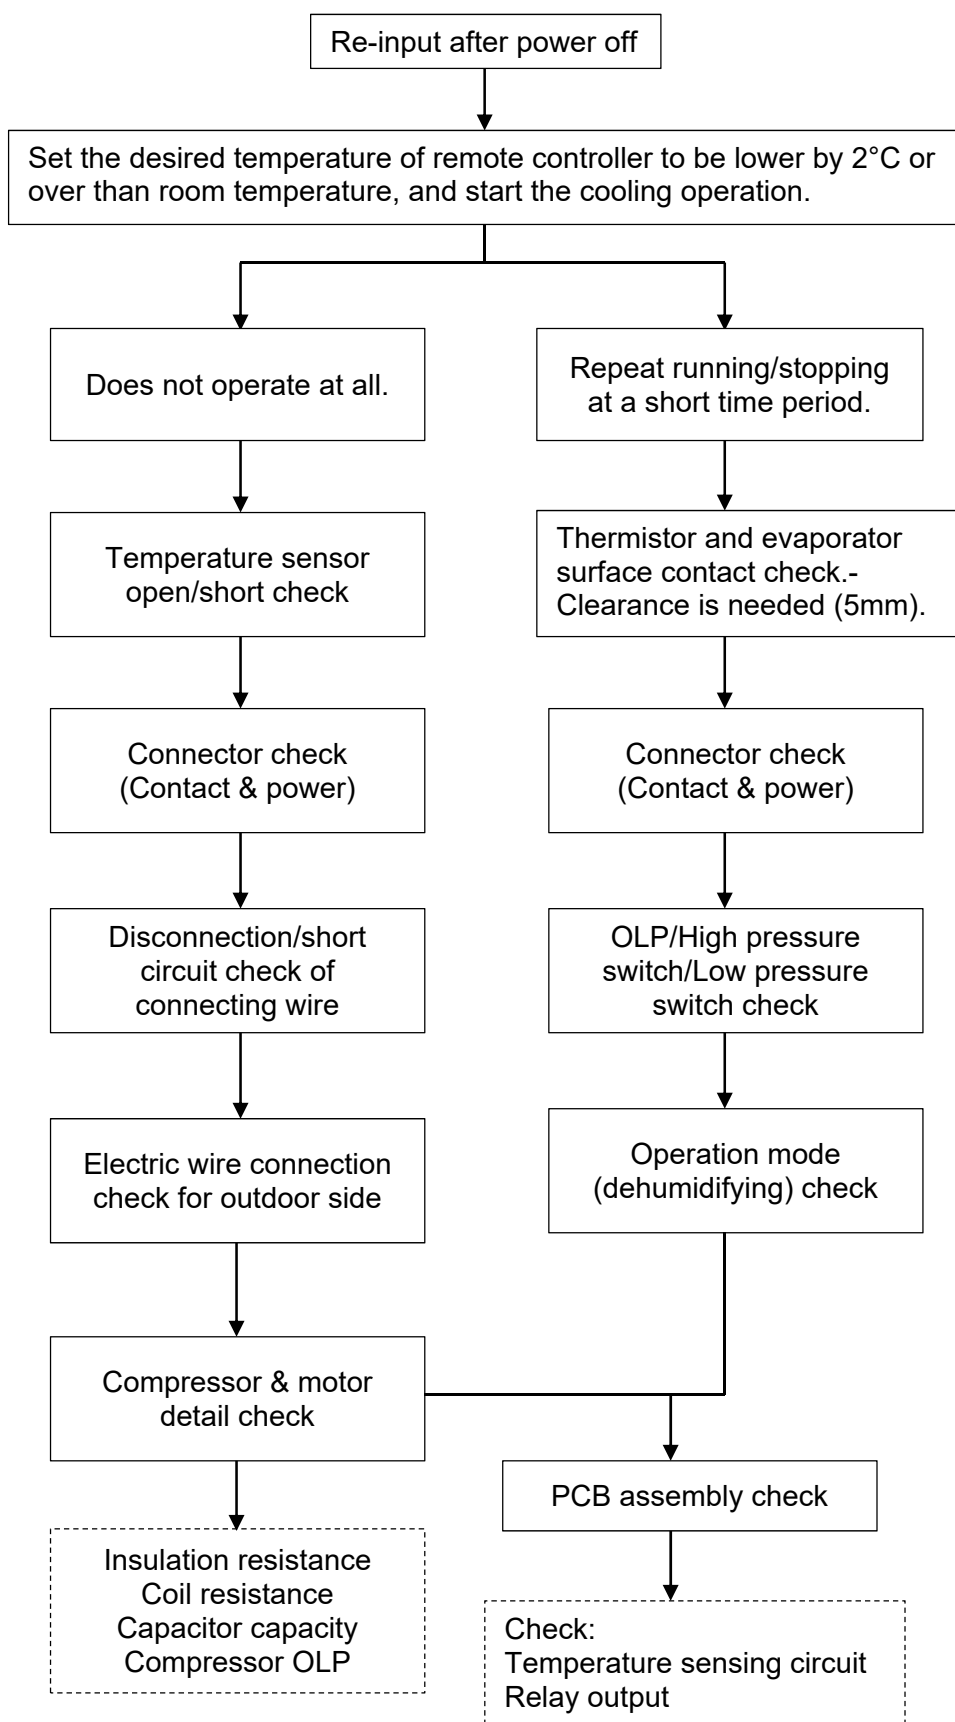 Re-input after power off
Set the desired temperature of remote controller to be lower by 2°C or
over than room temperature, and start the cooling operation.
Does not operate at all.
Temperature sensor
open/short check
Connector check
(Contact & power)
Disconnection/short
circuit check of
connecting wire
Electric wire connection
check for outdoor side
Compressor & motor
detail check
Insulation resistance
Coil resistance
Capacitor capacity
Compressor OLP
Repeat running/stopping
at a short time period.
Thermistor and evaporator
surface contact check.-
Clearance is needed (5mm).
Connector check
(Contact & power)
OLP/High pressure
switch/Low pressure
switch check
Operation mode
(dehumidifying) check
PCB assembly check
Check:
Temperature sensing circuit
Relay output